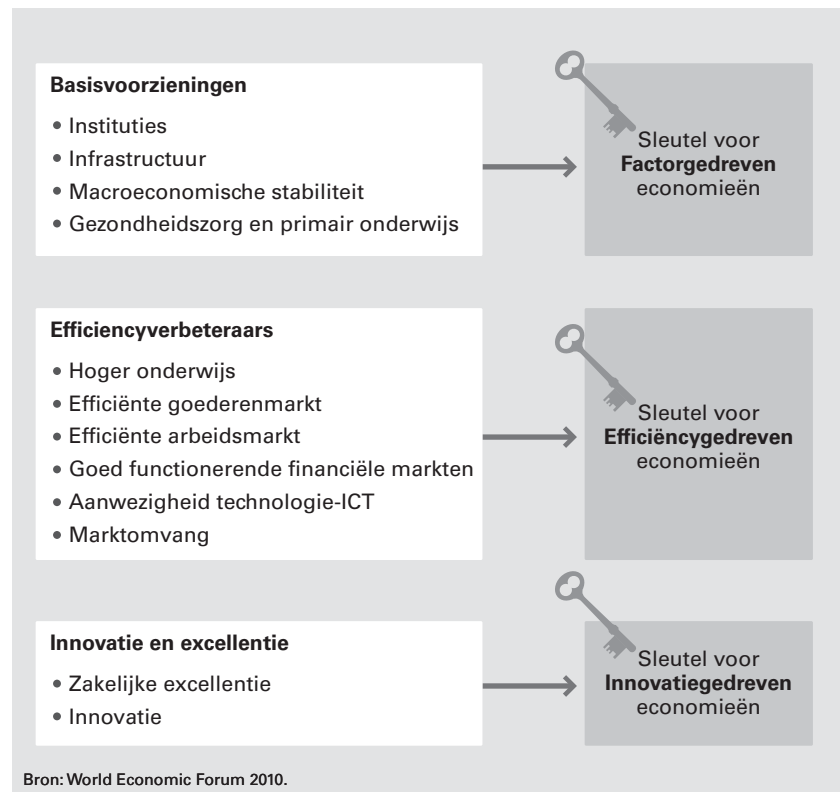 Basisvoorzieningen
• Instituties
• Infrastructuur
• Macroeconomische stabiliteit
• Gezondheidszorg en primair onderwijs
Sleutel voor
Factorgedreven
economieën
Efficiencyverbeteraars
• Hoger onderwijs
• Efficiënte goederenmarkt
• Efficiënte arbeidsmarkt
• Goed functionerende financiële markten
• Aanwezigheid technologie-ICT
• Marktomvang
Sleutel voor
Efficiëncygedreven
economieën
Innovatie en excellentie
• Zakelijke excellentie
• Innovatie
Sleutel voor
Innovatiegedreven
economieën
Bron: World Economic Forum 2010.